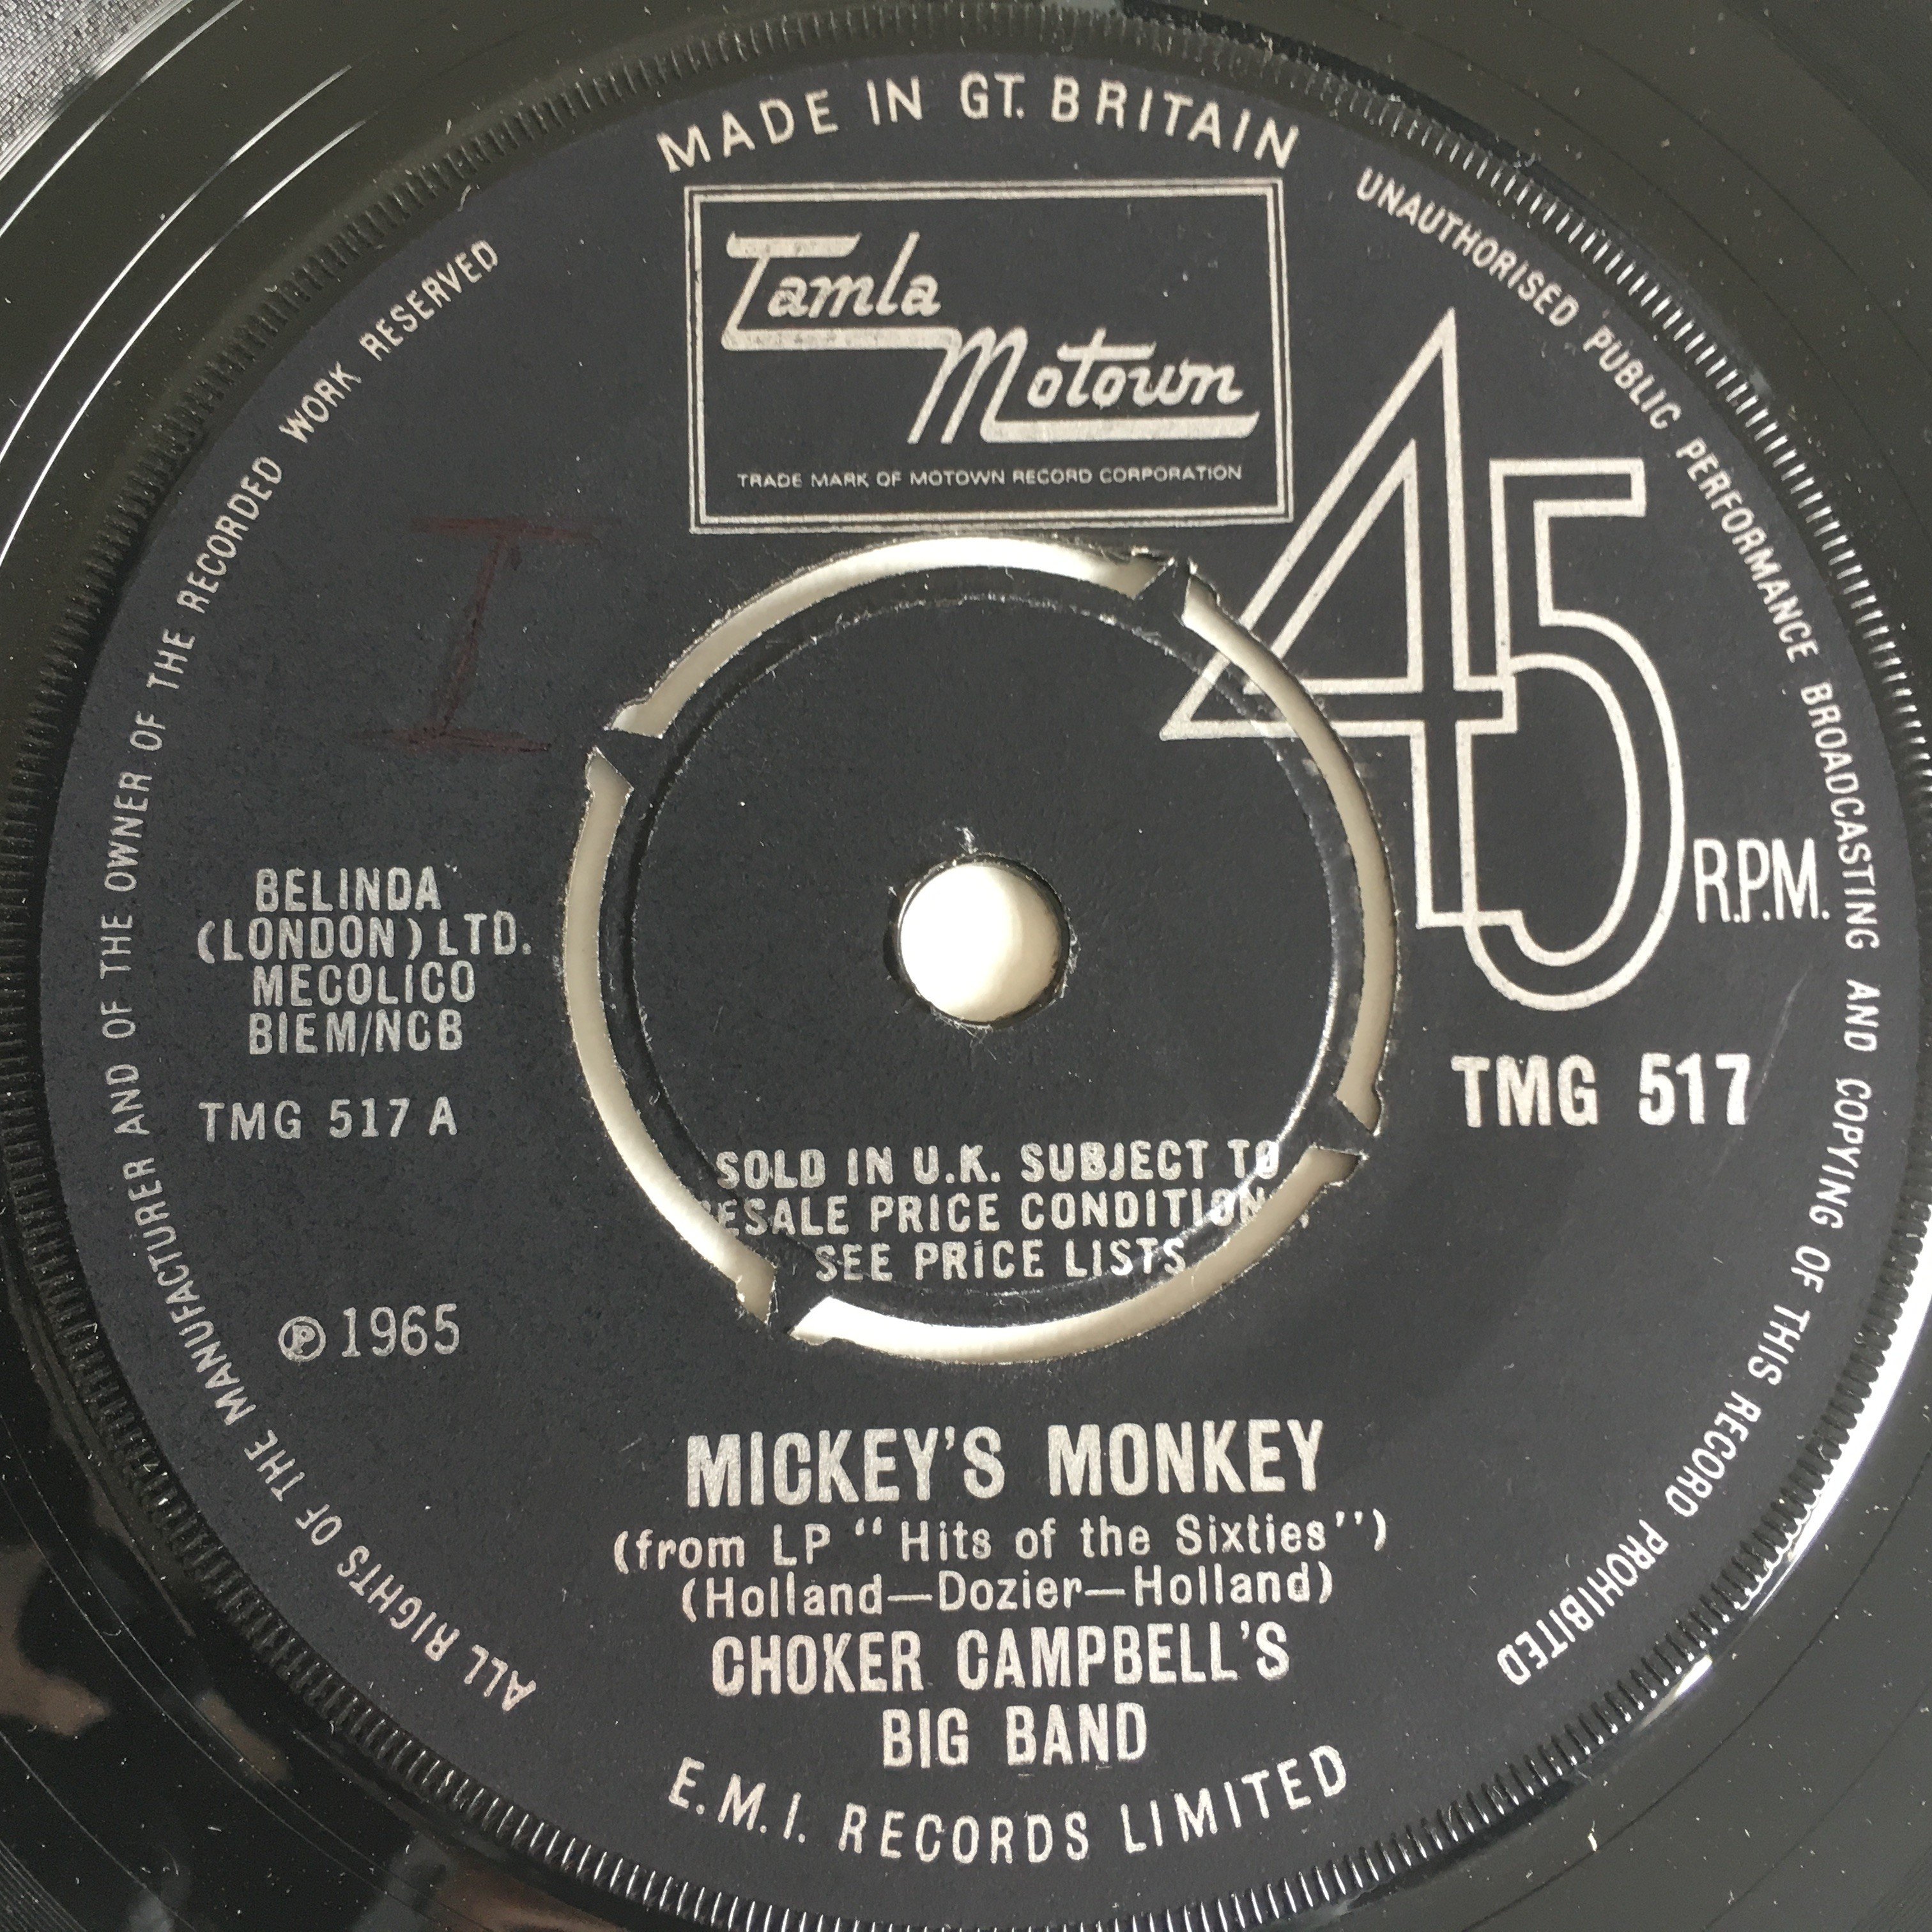 MADE IN GT. BRITAIN
Tamla
Motown
TRADE MARK OF MOTOWN RECORD CORPORATION
UNAUTHORISED PUBLIC PERFORMANCE BROADCASTING AND COPYING OF THIS RECORD PROHIBITED
ALL RIGHTS OF THE MANUFACTURER AND OF THE OWNER OF THE RECORDED WORK RESERVED
I
45
R.P.M.
BELINDA
(LONDON) LTD.
MECOLICO
BIEM/NCB
TMG 517 A
TMG 517
SOLD IN U.K. SUBJECT TO
ESALE PRICE CONDITION
SEE PRICE LISTS
℗ 1965
MICKEY'S MONKEY
(from LP "Hits of the Sixties")
(Holland—Dozier—Holland)
CHOKER CAMPBELL'S
BIG BAND
E.M.I. RECORDS LIMITED